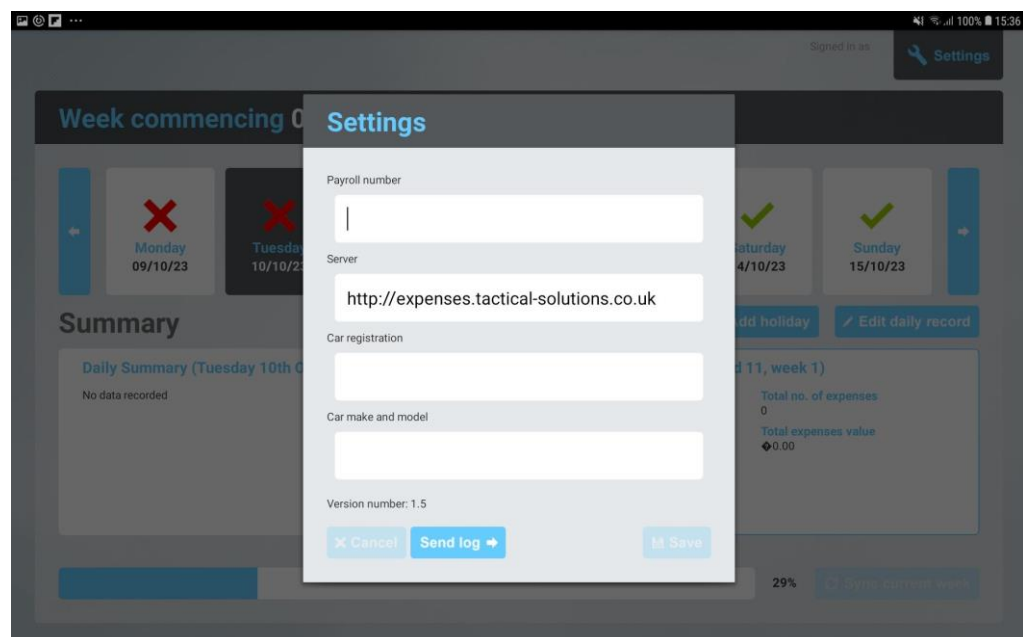 100% 15:36
Signed in as
Settings
Week commencing 0
Settings
Payroll number
Server
http://expenses.tactical-solutions.co.uk
Car registration
Car make and model
Version number: 1.5
Cancel
Send log
Save
Monday
09/10/23
Tuesday
10/10/2
aturday
4/10/23
Sunday
15/10/23
Summary
dd holiday
Edit daily record
Daily Summary (Tuesday 10th O
No data recorded
d 11, week 1)
Total no. of expenses
0
Total expenses value
�0.00
29%
Sync current week